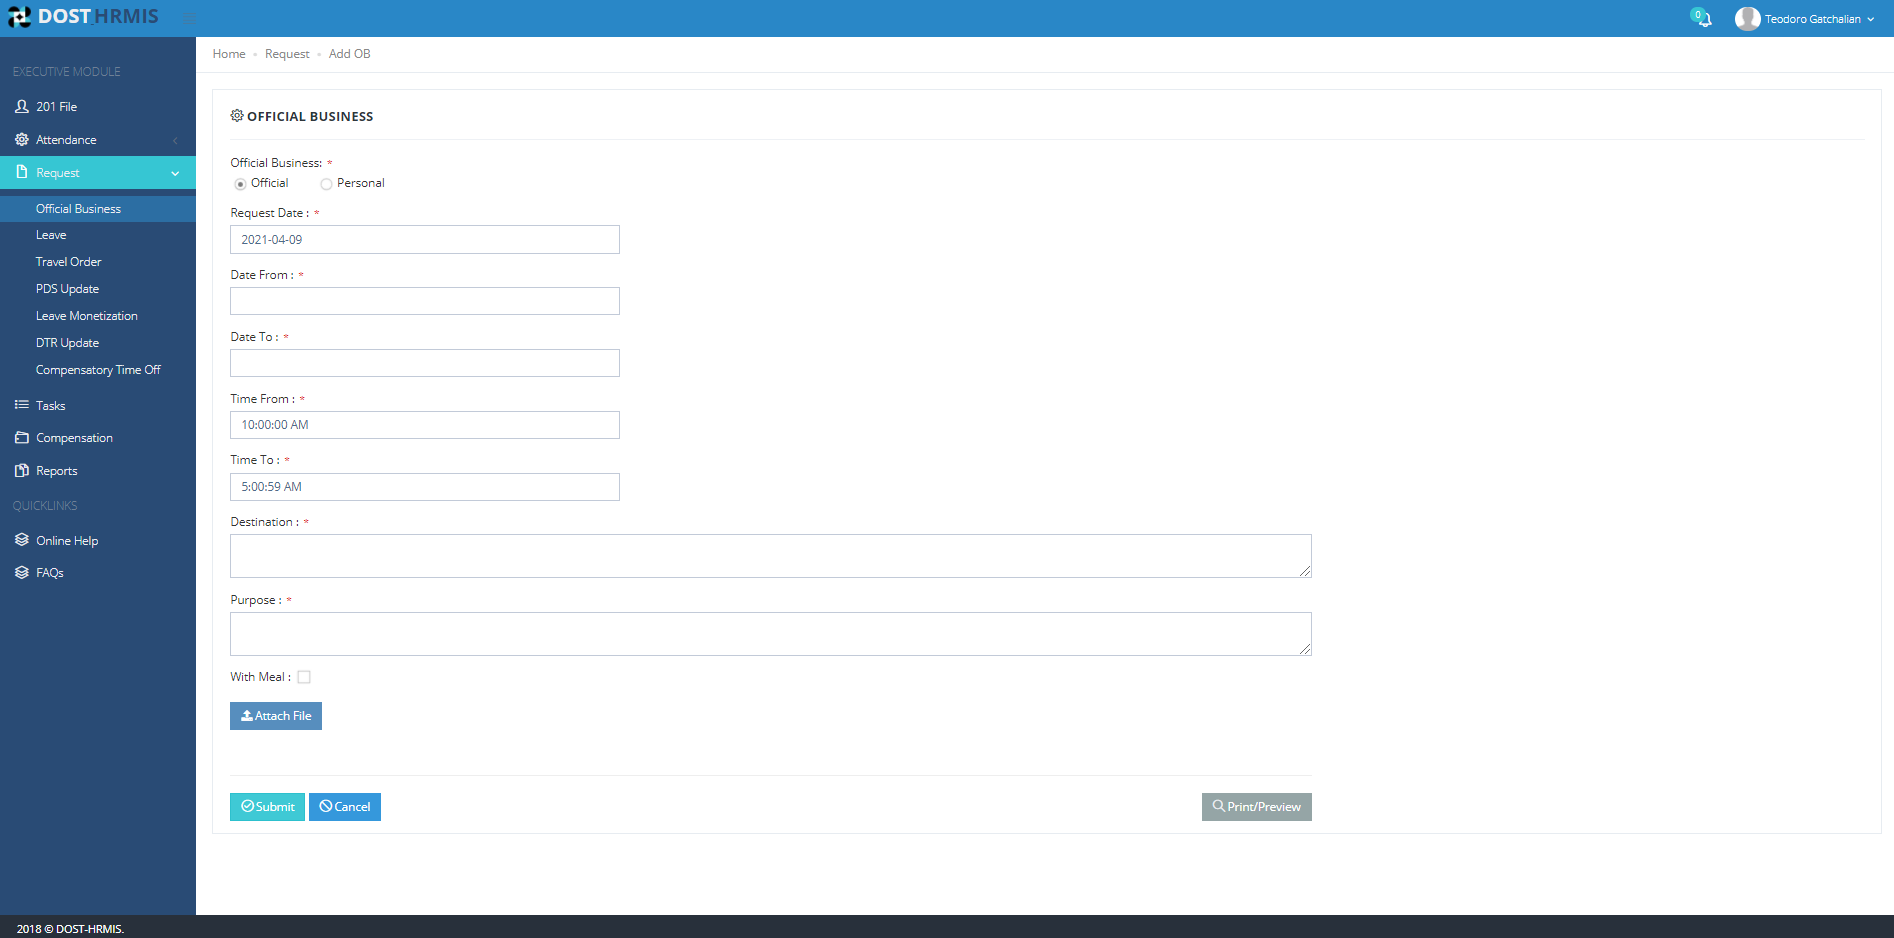 DOST_HRMIS
0
Teodoro Gatchalian
Home
Request
Add OB
EXECUTIVE MODULE
201 File
Attendance
Request
Official Business
Leave
Travel Order
PDS Update
Leave Monetization
DTR Update
Compensatory Time Off
Tasks
Compensation
Reports
QUICKLINKS
Online Help
FAQs
OFFICIAL BUSINESS
Official Business: *
Official Personal
Request Date : *
2021-04-09
Date From : *
Date To : *
Time From : *
10:00:00 AM
Time To : *
5:00:59 AM
Destination : *
Purpose : *
With Meal :
Attach File
Submit Cancel Print/Preview
2018 © DOST-HRMIS.